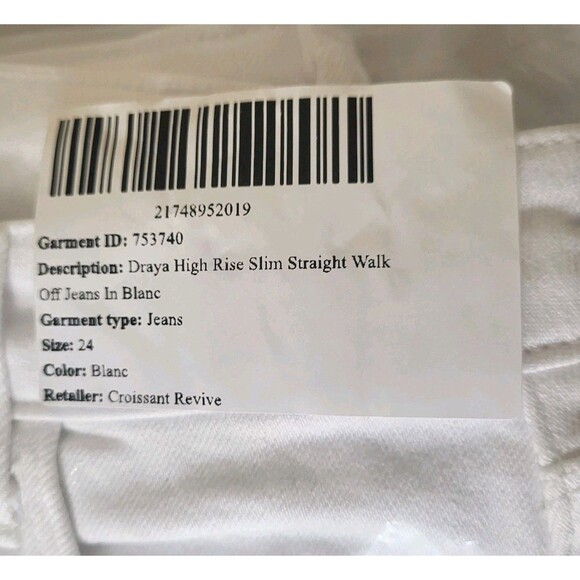 21748952019
Garment ID: 753740
Description: Draya High Rise Slim Straight Walk
Off Jeans In Blanc
Garment type: Jeans
Size: 24
Color: Blanc
Retailer: Croissant Revive